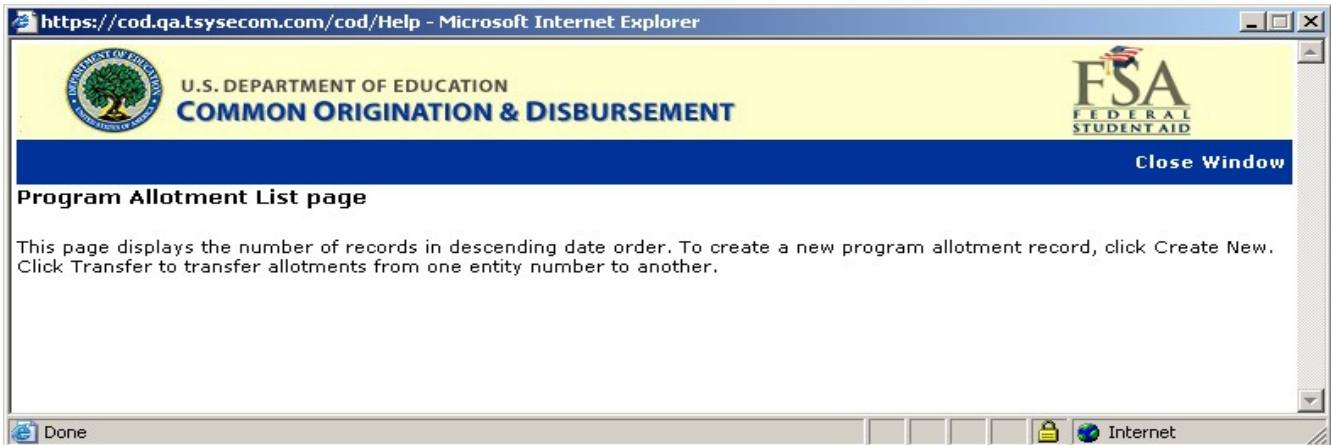 https://cod.qa.tsysecom.com/cod/Help - Microsoft Internet Explorer
U.S. DEPARTMENT OF EDUCATION
COMMON ORIGINATION & DISBURSEMENT
FSA
FEDERAL
STUDENT AID
Close Window
Program Allotment List page
This page displays the number of records in descending date order. To create a new program allotment record, click Create New.
Click Transfer to transfer allotments from one entity number to another.
Done
Internet